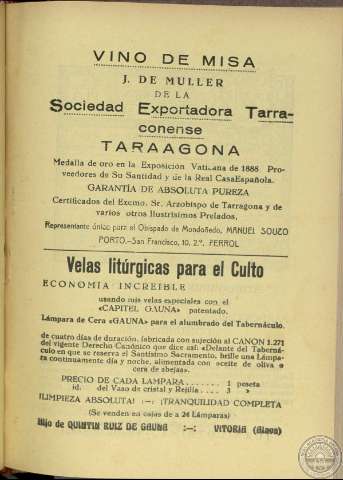 VINO DE MISA
J. DE MULLER
DE LA
Sociedad Exportadora Tarra-
conense
TARAAGONA
Medalla de oro en la Exposición Vaticana de 1888 Pro-
veedores de Su Santidad y de la Real CasaEspañola.
GARANTÍA DE ABSOLUTA PUREZA
Certificados del Excmo. Sr. Arzobispo de Tarragona y de
varios otros Ilustrísimos Prelados.
Representante único para el Obispado de Mondoñedo, MANUEL SOUZO
PORTO.-San Francisco, 10, 2.º, FERROL
Velas litúrgicas para el Culto
ECONOMIA INCREIBLE
usando mis velas especiales con el
«CAPITEL GAUNA» patentado.
Lámpara de Cera «GAUNA» para el alumbrado del Tabernáculo.
de cuatro días de duración, fabricada con sujeción al CANON 1.271
del vigente Derecho Canónico que dice así: «Delante del Taberná-
culo en que se reserva el Santísimo Sacramento, brille una Lámpa-
ra continuamente día y noche, alimentada con aceite de oliva o
cera de abejas».
PRECIO DE CADA LAMPARA....... 1 peseta
id. del Vaso de cristal y Rejilla.... 3 »
¡LIMPIEZA ABSOLUTA! —:— ¡TRANQUILIDAD COMPLETA
(Se venden en cajas de a 24 Lámparas)
Hijo de QUINTIN RUIZ DE GAUNA :—: VITORIA (Alava)